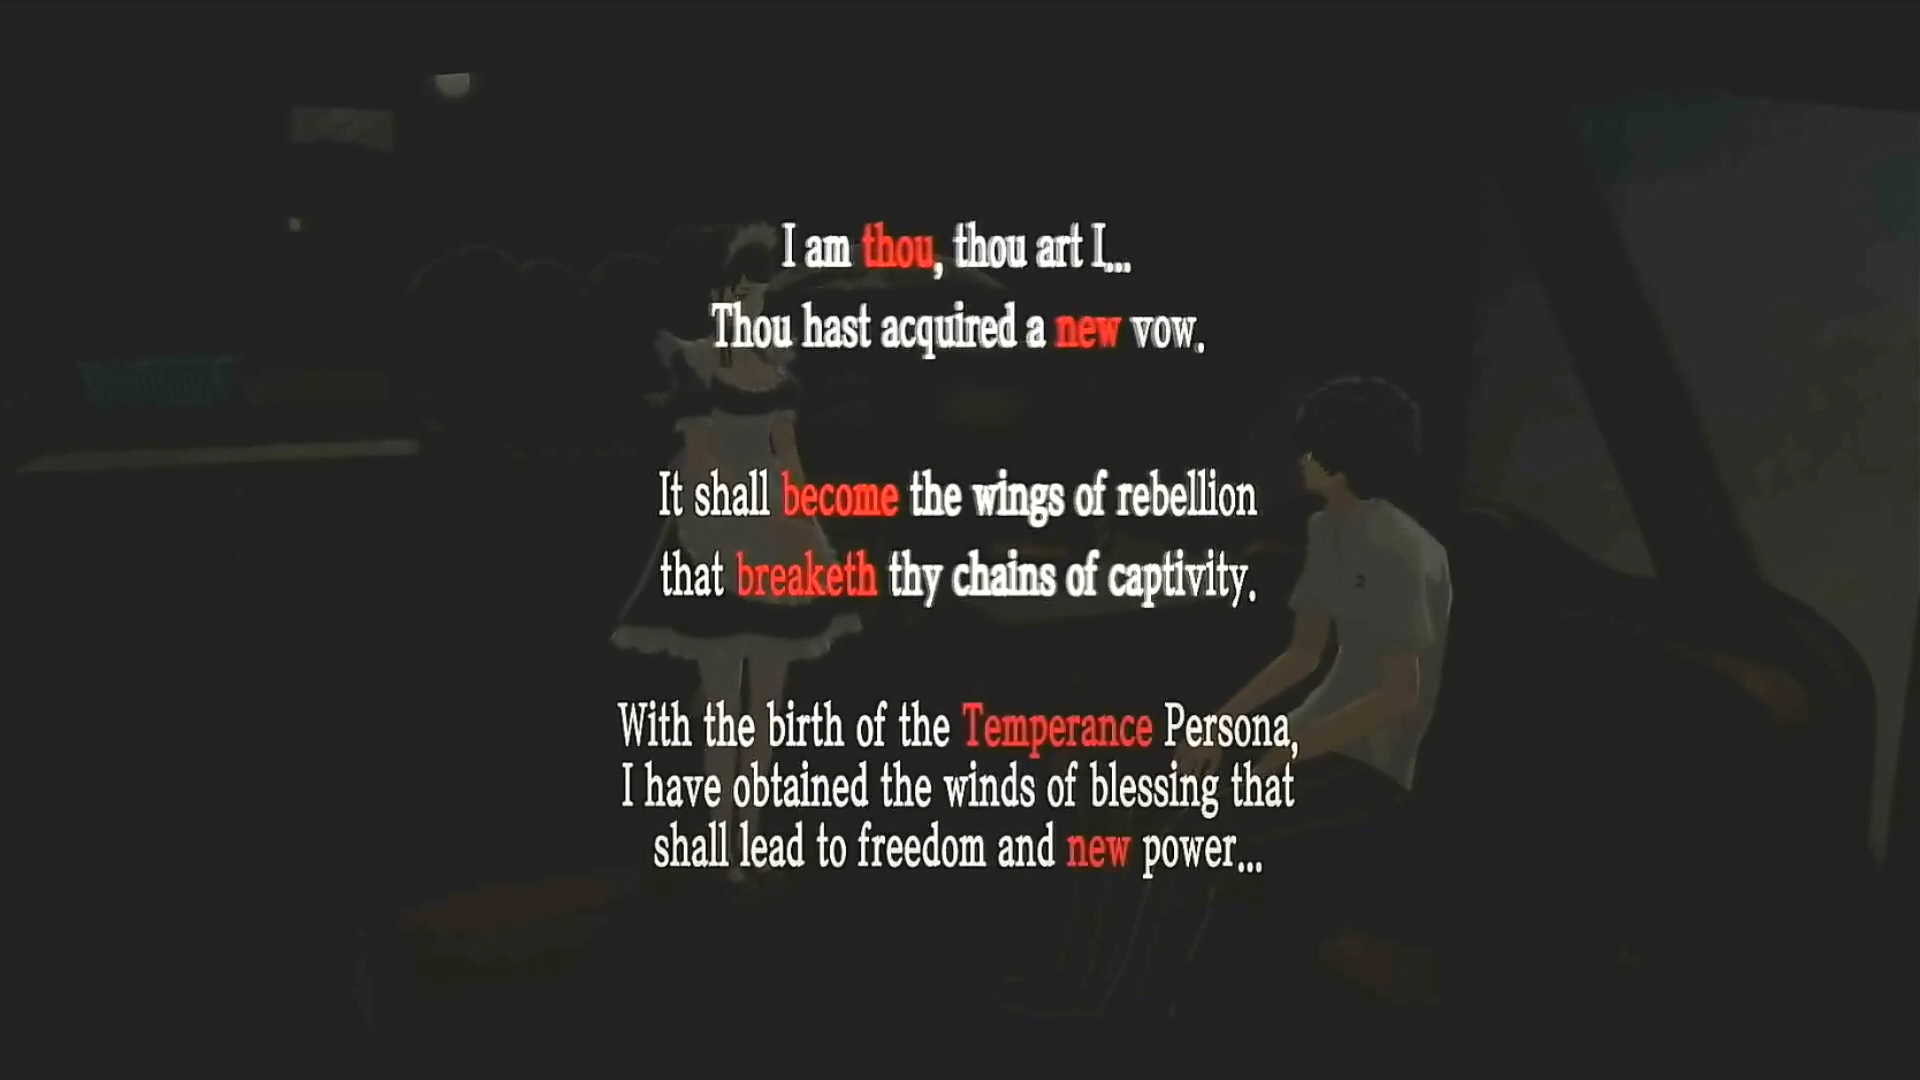 I am thou, thou art I...
Thou hast acquired a new vow.
It shall become the wings of rebellion
that breaketh thy chains of captivity.
With the birth of the Temperance Persona,
I have obtained the winds of blessing that
shall lead to freedom and new power...